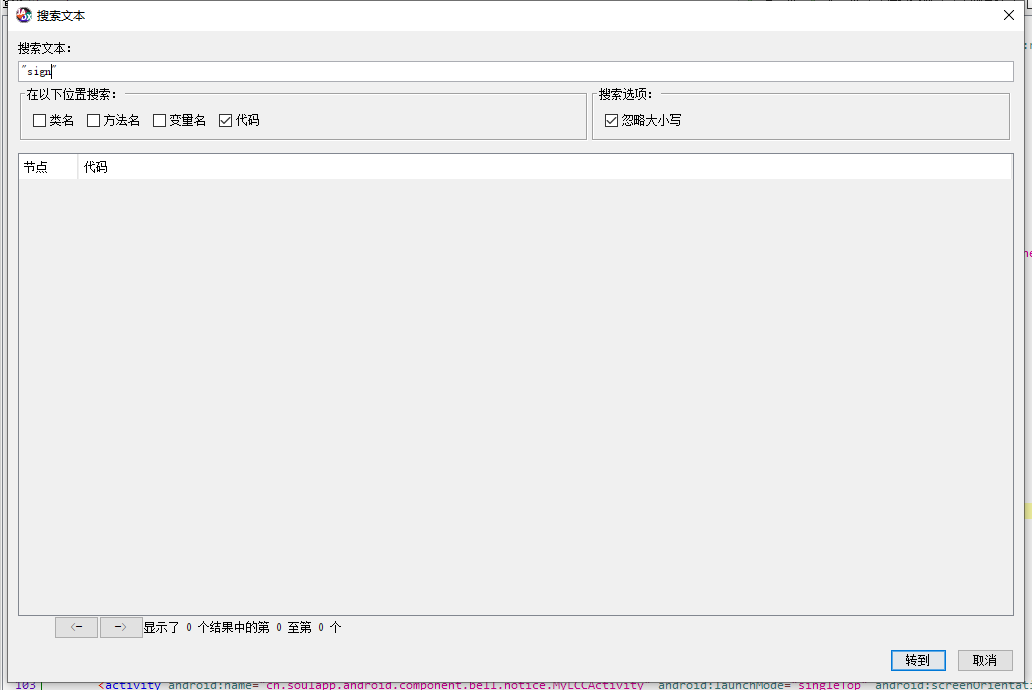 搜索文本
搜索文本:
"sign"
在以下位置搜索:
类名 方法名 变量名 代码
搜索选项:
忽略大小写
节点 代码
<- -> 显示了 0 个结果中的第 0 至第 0 个
转到 取消
103 <activity android:name="cn.soulapp.android.component.bell.notice.MyLCCActivity" android:launchMode="singleTop" android:screenOrientat